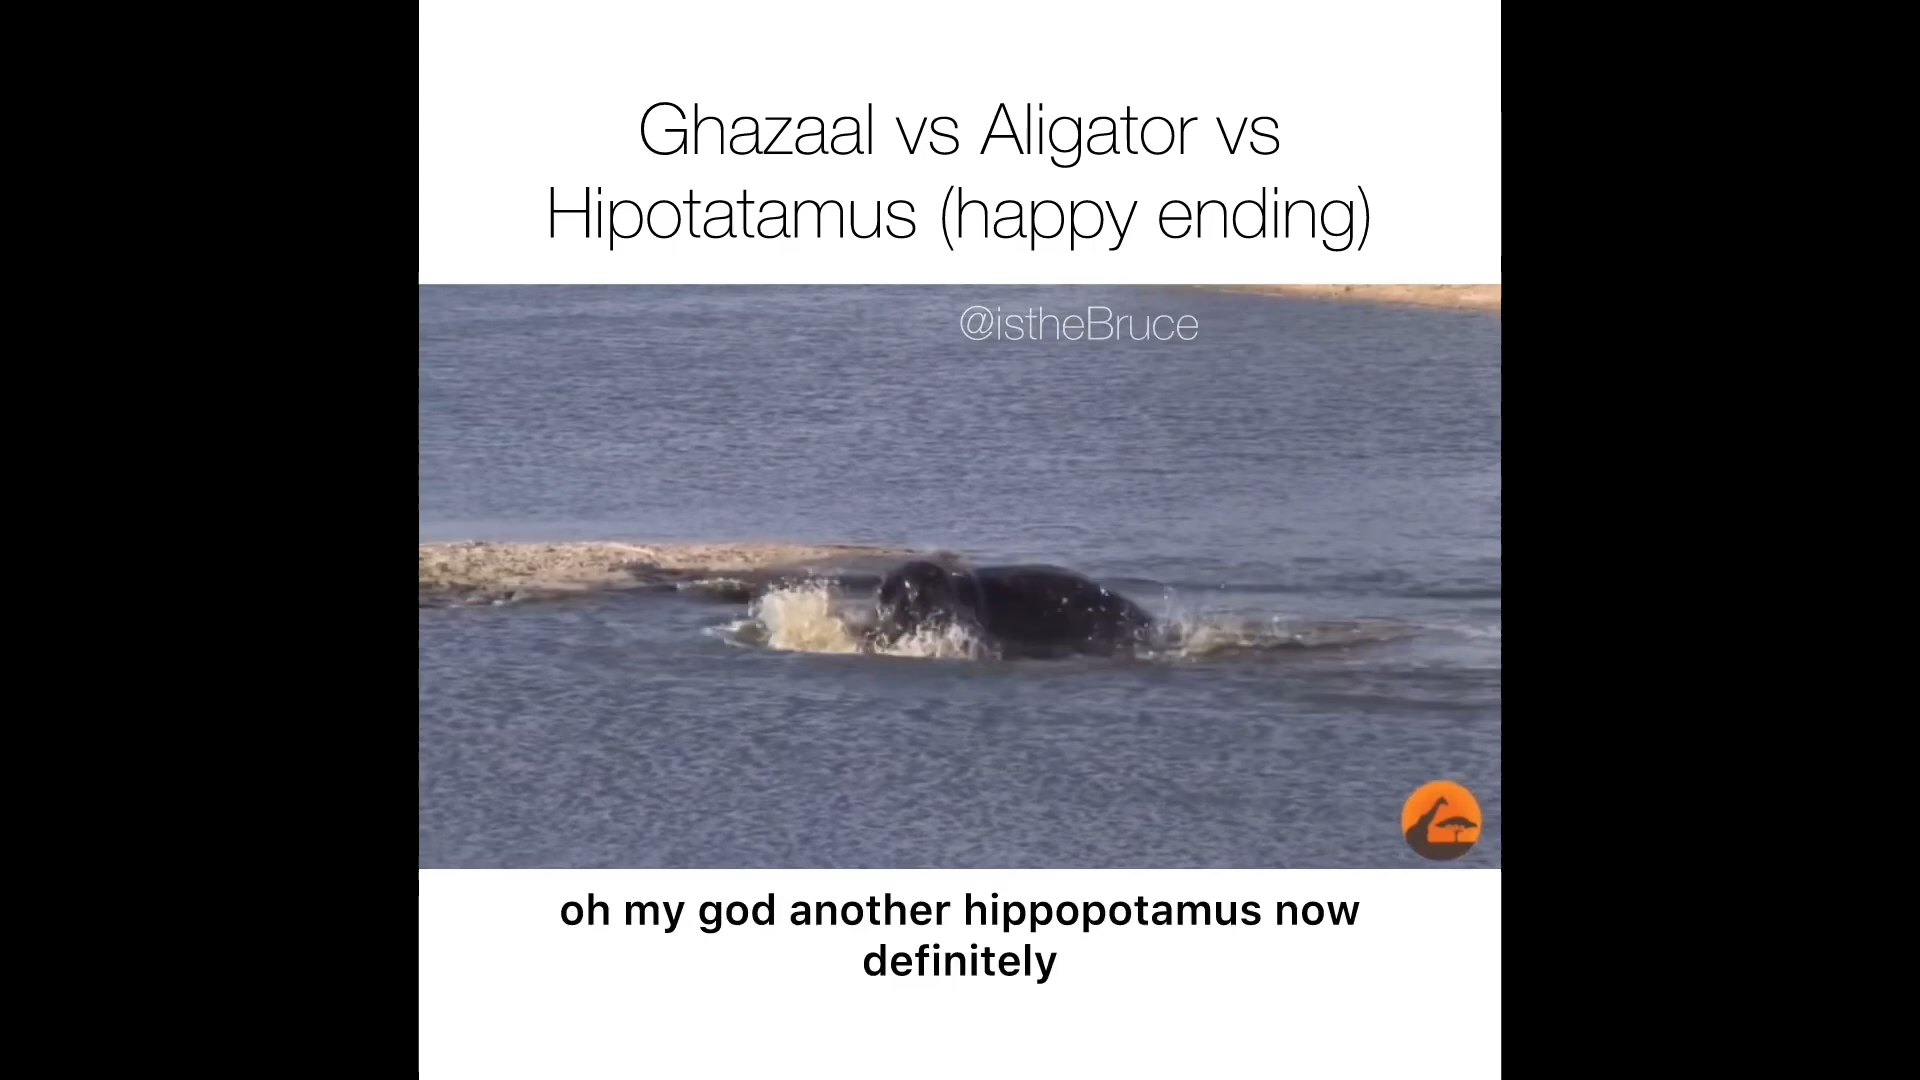 Ghazaal vs Aligator vs
Hipotatamus (happy ending)
@istheBruce
oh my god another hippopotamus now
definitely